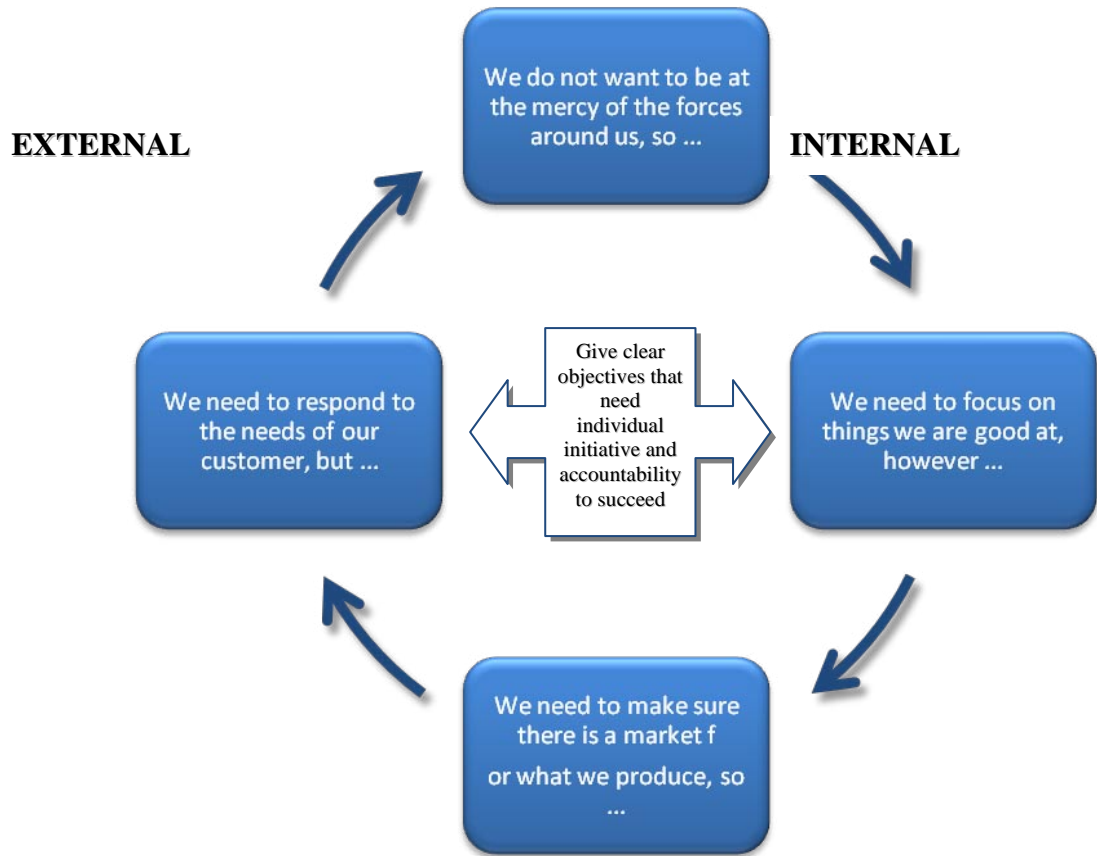 We do not want to be at
the mercy of the forces
around us, so ...
EXTERNAL
INTERNAL
We need to respond to
the needs of our
customer, but ...
Give clear
objectives that
need
individual
initiative and
accountability
to succeed
We need to focus on
things we are good at,
however ...
We need to make sure
there is a market f
or what we produce, so
...